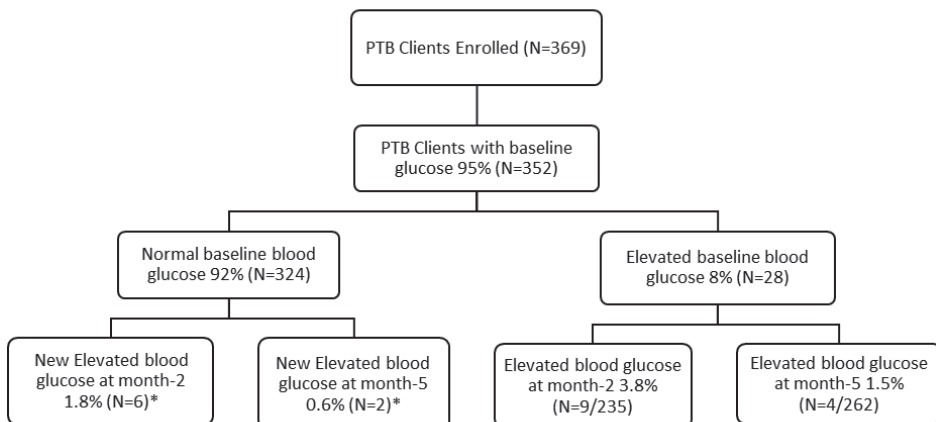 PTB Clients Enrolled (N=369)
PTB Clients with baseline
glucose 95% (N=352)
Normal baseline blood
glucose 92% (N=324)
Elevated baseline blood
glucose 8% (N=28)
New Elevated blood
glucose at month-2
1.8% (N=6)*
New Elevated blood
glucose at month-5
0.6% (N=2)*
Elevated blood glucose
at month-2 3.8%
(N=9/235)
Elevated blood glucose
at month-5 1.5%
(N=4/262)